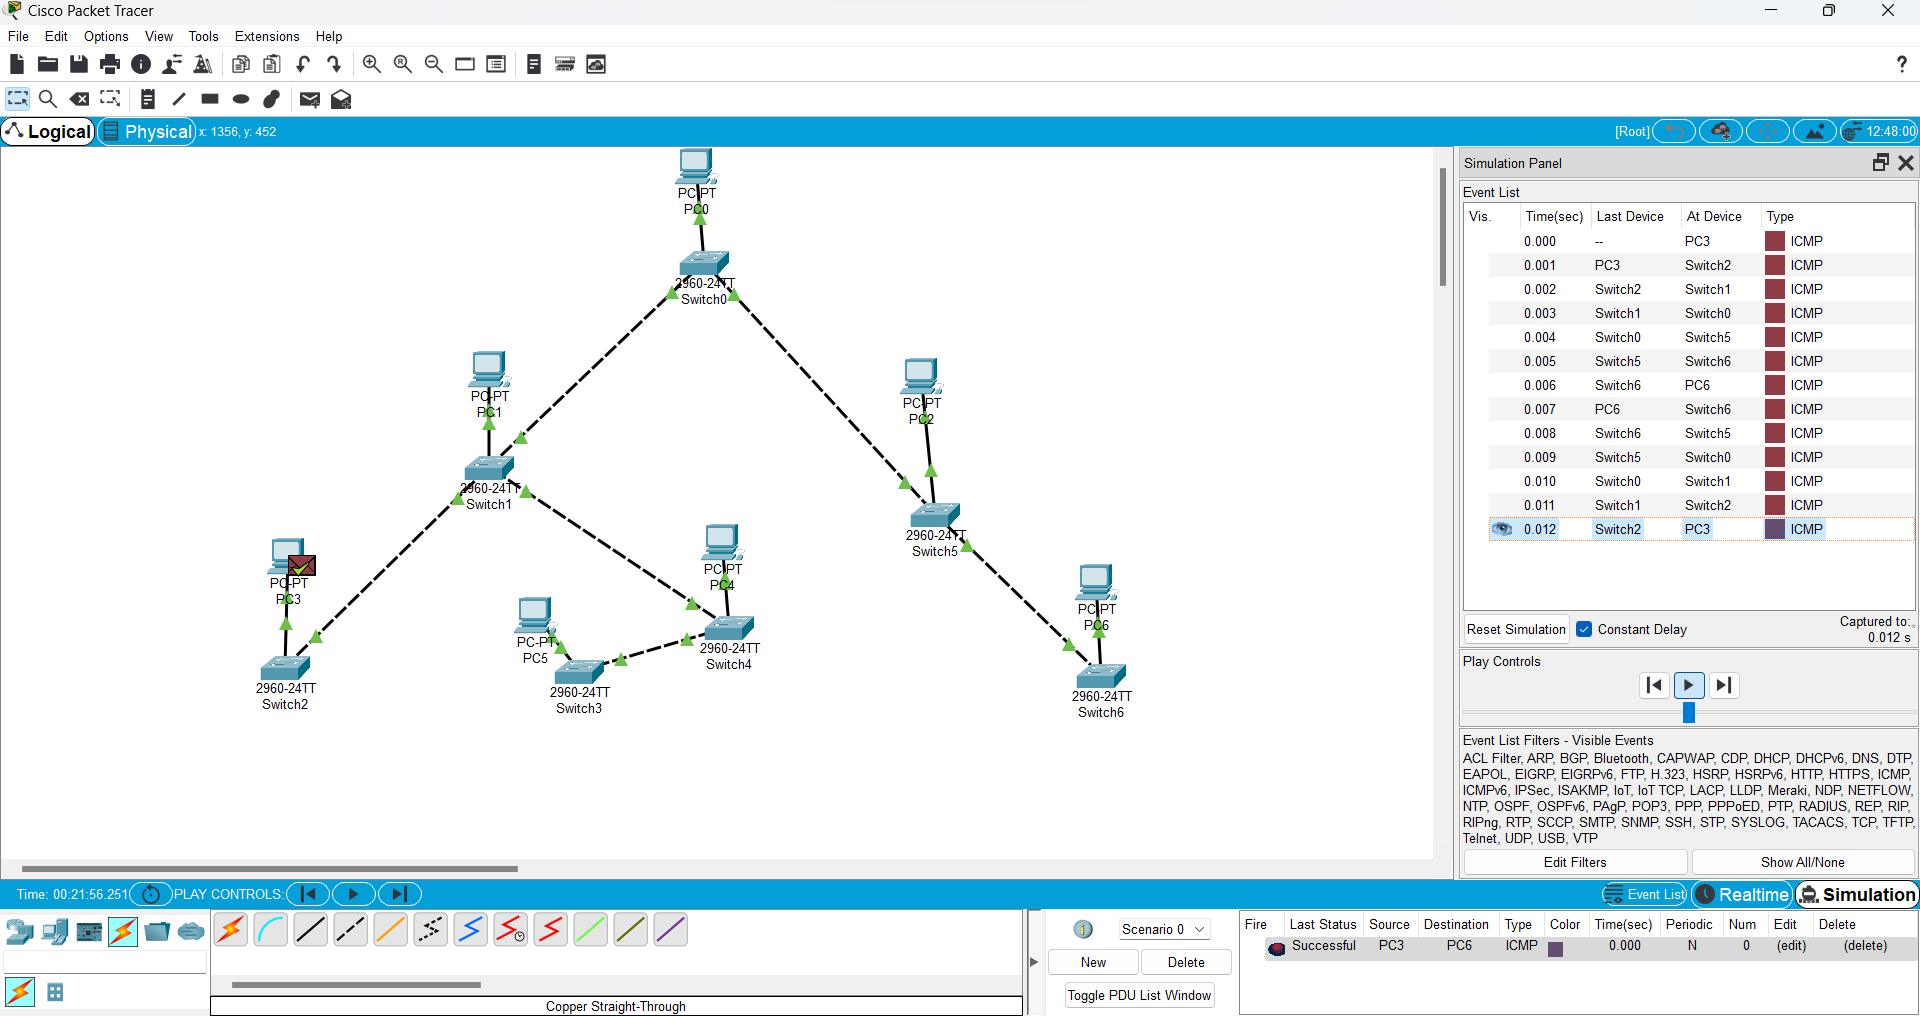 Cisco Packet Tracer
File Edit Options View Tools Extensions Help
Logical Physical x: 1356, y: 452 [Root] 12:48:00
PC-PT
PC0
2960-24TT
Switch0
PC-PT
PC1
2960-24TT
Switch1
PC-PT
PC2
2960-24TT
Switch5
PC-PT
PC3
2960-24TT
Switch2
PC-PT
PC4
2960-24TT
Switch4
PC-PT
PC5
2960-24TT
Switch3
PC-PT
PC6
2960-24TT
Switch6
Simulation Panel
Event List
Vis. Time(sec) Last Device At Device Type
0.000 -- PC3 ICMP
0.001 PC3 Switch2 ICMP
0.002 Switch2 Switch1 ICMP
0.003 Switch1 Switch0 ICMP
0.004 Switch0 Switch5 ICMP
0.005 Switch5 Switch6 ICMP
0.006 Switch6 PC6 ICMP
0.007 PC6 Switch6 ICMP
0.008 Switch6 Switch5 ICMP
0.009 Switch5 Switch0 ICMP
0.010 Switch0 Switch1 ICMP
0.011 Switch1 Switch2 ICMP
0.012 Switch2 PC3 ICMP
Reset Simulation Constant Delay Captured to:
0.012 s
Play Controls
Event List Filters - Visible Events
ACL Filter, ARP, BGP, Bluetooth, CAPWAP, CDP, DHCP, DHCPv6, DNS, DTP,
EAPOL, EIGRP, EIGRPv6, FTP, H.323, HSRP, HSRPv6, HTTP, HTTPS, ICMP,
ICMPv6, IPSec, ISAKMP, IoT, IoT TCP, LACP, LLDP, Meraki, NDP, NETFLOW,
NTP, OSPF, OSPFv6, PAgP, POP3, PPP, PPPoED, PTP, RADIUS, REP, RIP,
RIPng, RTP, SCCP, SMTP, SNMP, SSH, STP, SYSLOG, TACACS, TCP, TFTP,
Telnet, UDP, USB, VTP
Edit Filters Show All/None
Time: 00:21:56.251 PLAY CONTROLS: Event List Realtime Simulation
Copper Straight-Through
Scenario 0
New Delete
Toggle PDU List Window
Fire Last Status Source Destination Type Color Time(sec) Periodic Num Edit Delete
Successful PC3 PC6 ICMP 0.000 N 0 (edit) (delete)